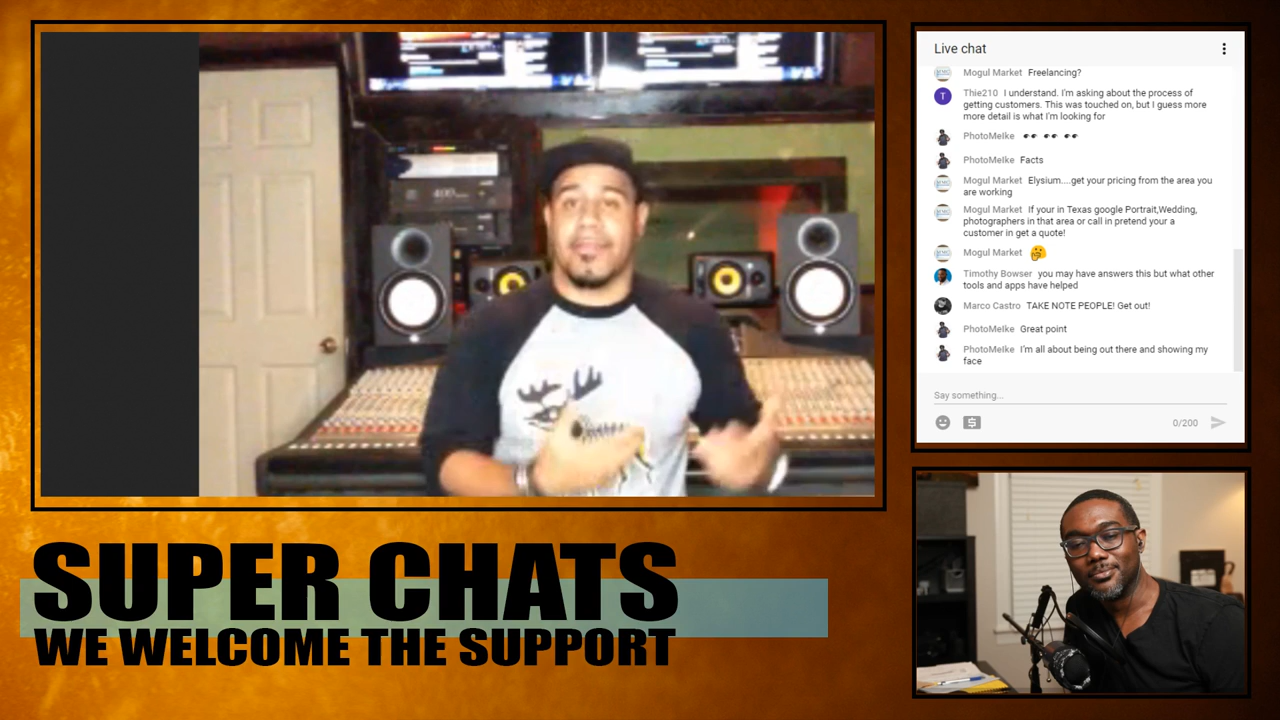 Live chat
Mogul Market Freelancing?
T Thie210 I understand. I'm asking about the process of
getting customers. This was touched on, but I guess more
more detail is what I'm looking for
PhotoMelke 👀 👀 👀
PhotoMelke Facts
Mogul Market Elysium....get your pricing from the area you
are working
Mogul Market If your in Texas google Portrait,Wedding,
photographers in that area or call in pretend your a
customer in get a quote!
Mogul Market 🤔
Timothy Bowser you may have answers this but what other
tools and apps have helped
Marco Castro TAKE NOTE PEOPLE! Get out!
PhotoMelke Great point
PhotoMelke I'm all about being out there and showing my
face
Say something...
0/200
SUPER CHATS
WE WELCOME THE SUPPORT